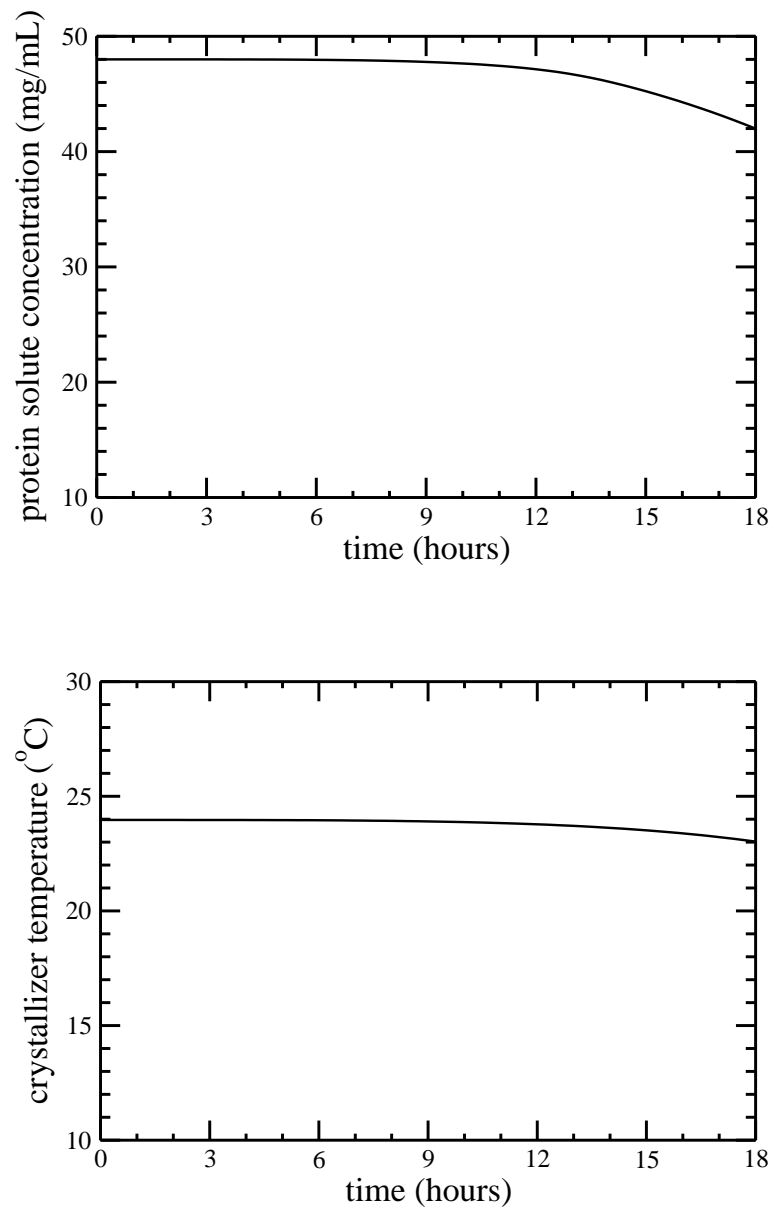 protein solute concentration (mg/mL)
50
40
30
20
10
0 3 6 9 12 15 18
time (hours)
crystallizer temperature (°C)
30
25
20
15
10
0 3 6 9 12 15 18
time (hours)